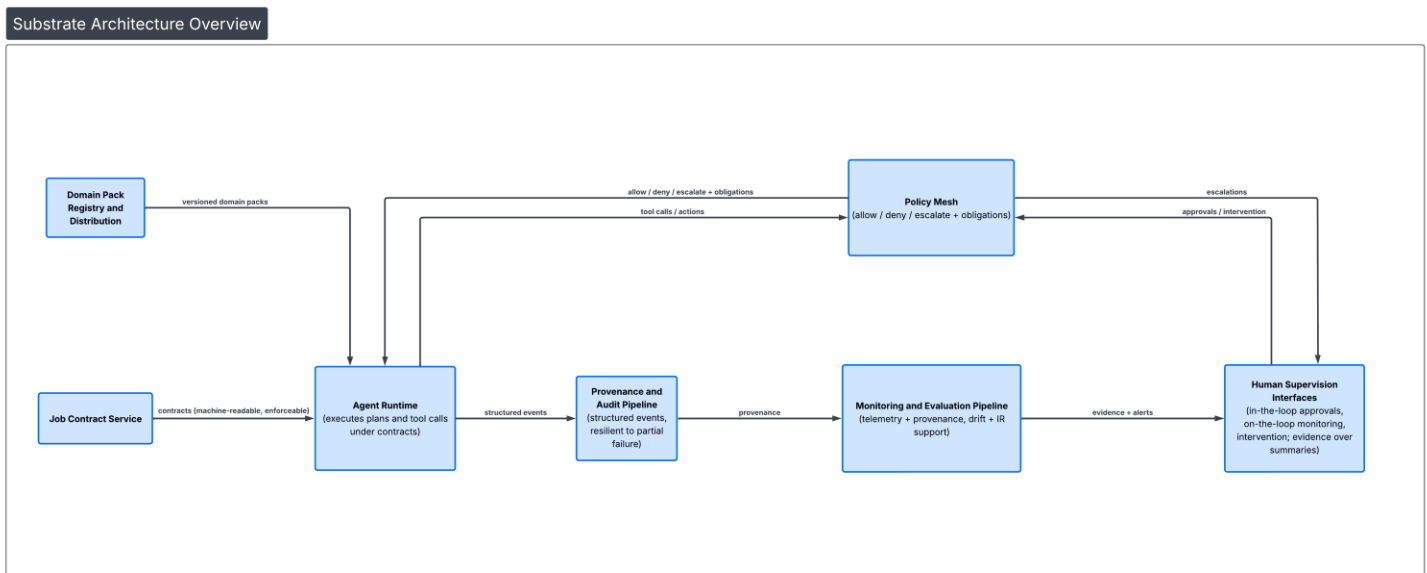 Substrate Architecture Overview
Domain Pack
Registry and
Distribution
versioned domain packs
allow / deny / escalate + obligations
tool calls / actions
Policy Mesh
(allow / deny / escalate + obligations)
escalations
approvals / intervention
Job Contract Service
contracts (machine-readable, enforceable)
Agent Runtime
(executes plans and tool calls
under contracts)
structured events
Provenance and
Audit Pipeline
(structured events,
resilient to partial
failure)
provenance
Monitoring and Evaluation Pipeline
(telemetry + provenance, drift + IR
support)
evidence + alerts
Human Supervision
Interfaces
(in-the-loop approvals,
on-the-loop monitoring,
intervention; evidence over
summaries)